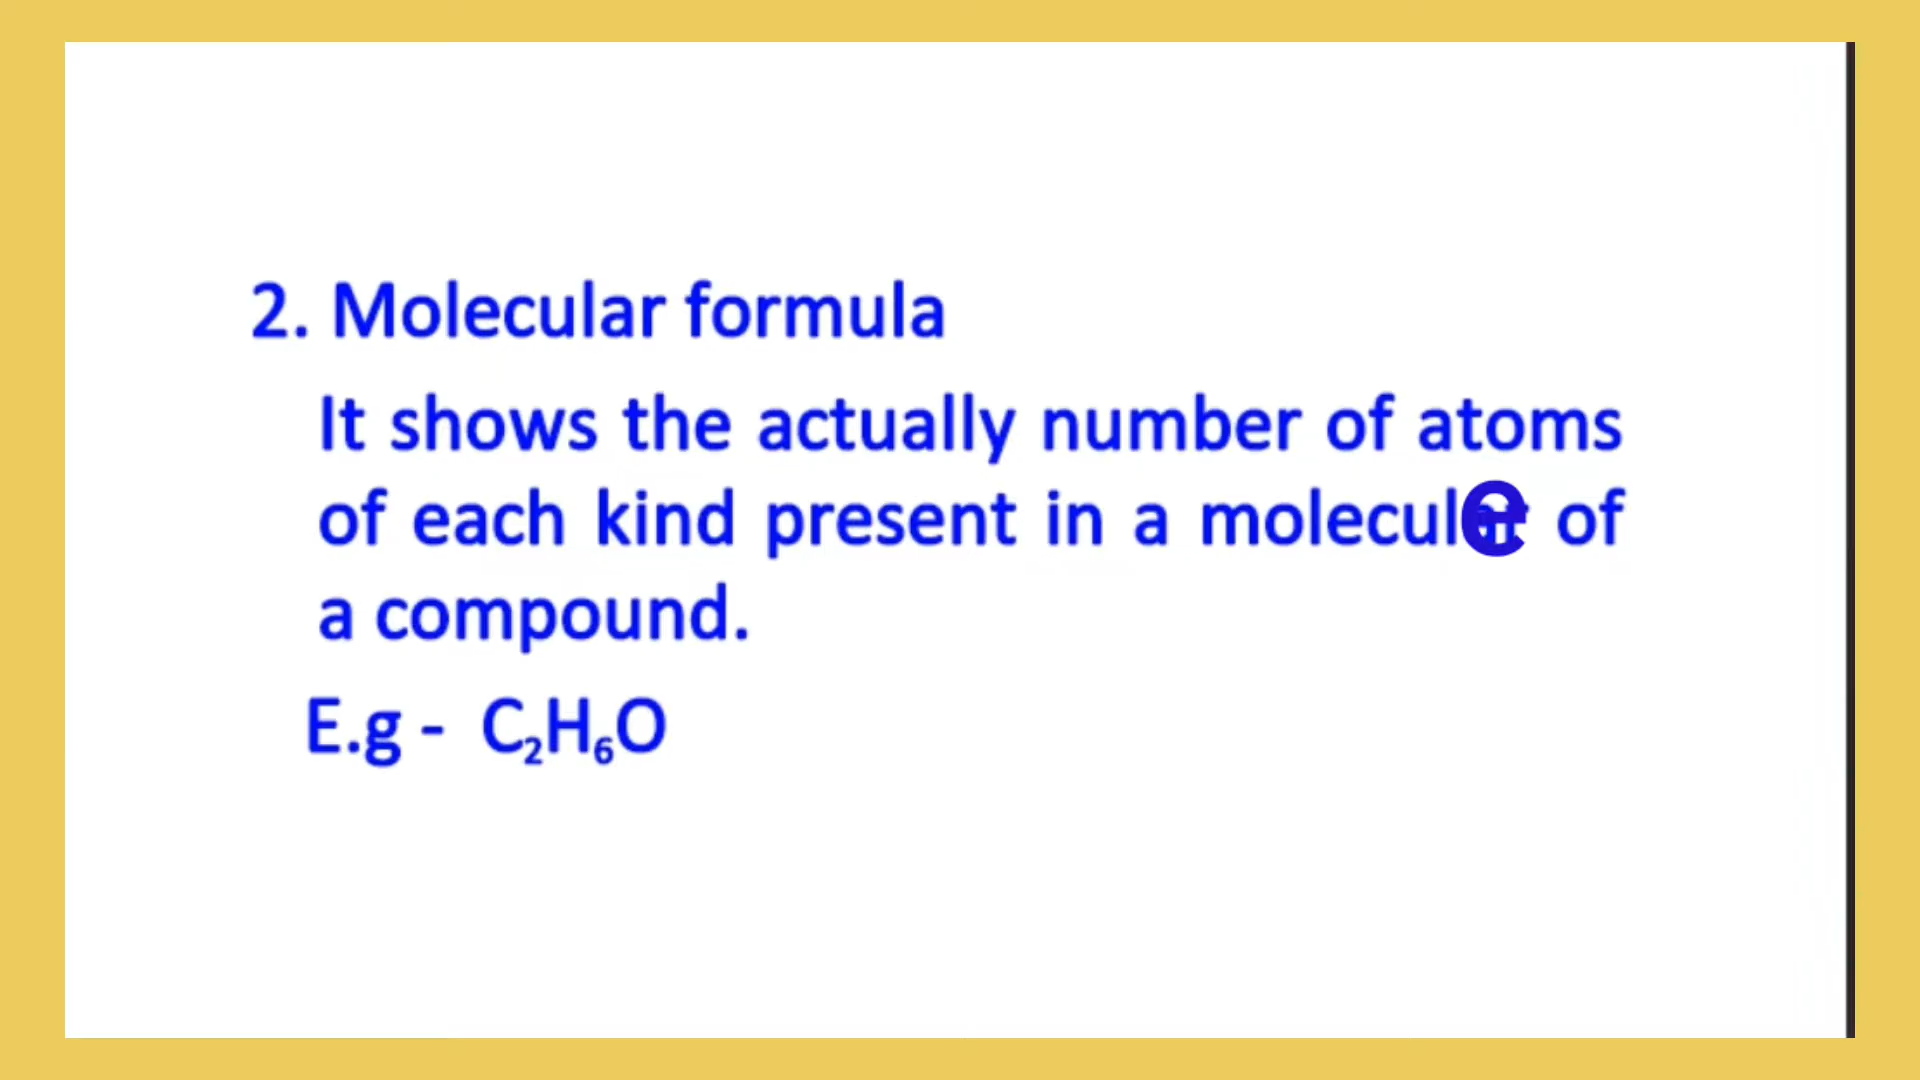 2. Molecular formula
It shows the actually number of atoms
of each kind present in a molecule of
a compound.
E.g - C₂H₆O